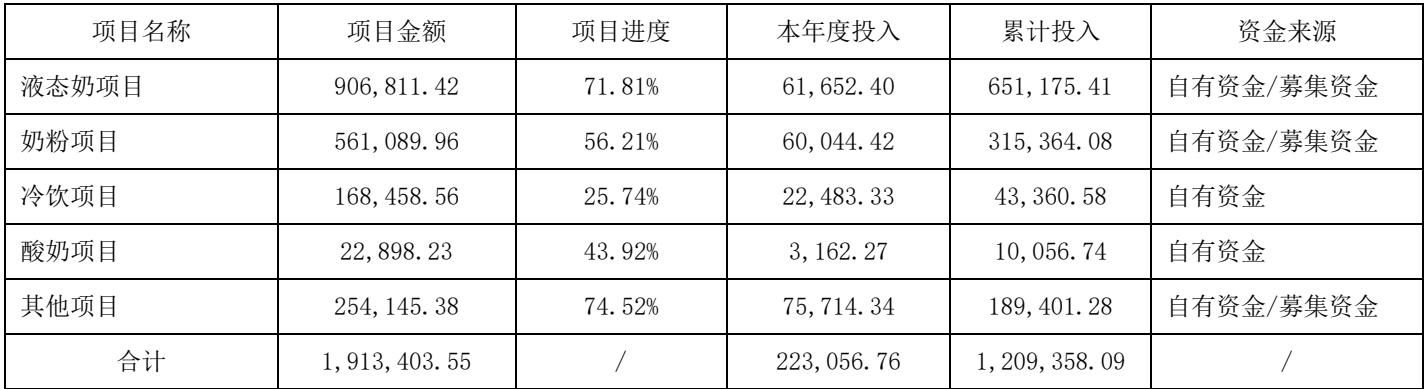 项目名称 项目金额 项目进度 本年度投入 累计投入 资金来源
液态奶项目 906,811.42 71.81% 61,652.40 651,175.41 自有资金/募集资金
奶粉项目 561,089.96 56.21% 60,044.42 315,364.08 自有资金/募集资金
冷饮项目 168,458.56 25.74% 22,483.33 43,360.58 自有资金
酸奶项目 22,898.23 43.92% 3,162.27 10,056.74 自有资金
其他项目 254,145.38 74.52% 75,714.34 189,401.28 自有资金/募集资金
合计 1,913,403.55 / 223,056.76 1,209,358.09 /